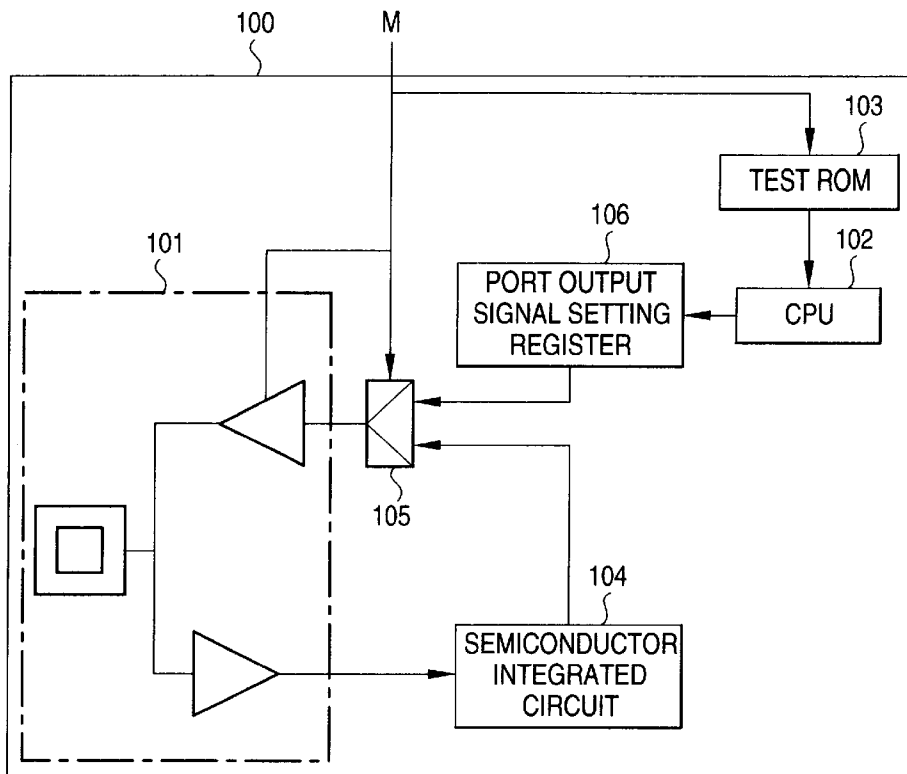 M
100
103
TEST ROM
106
102
101
PORT OUTPUT
SIGNAL SETTING
REGISTER
CPU
105
104
SEMICONDUCTOR
INTEGRATED
CIRCUIT